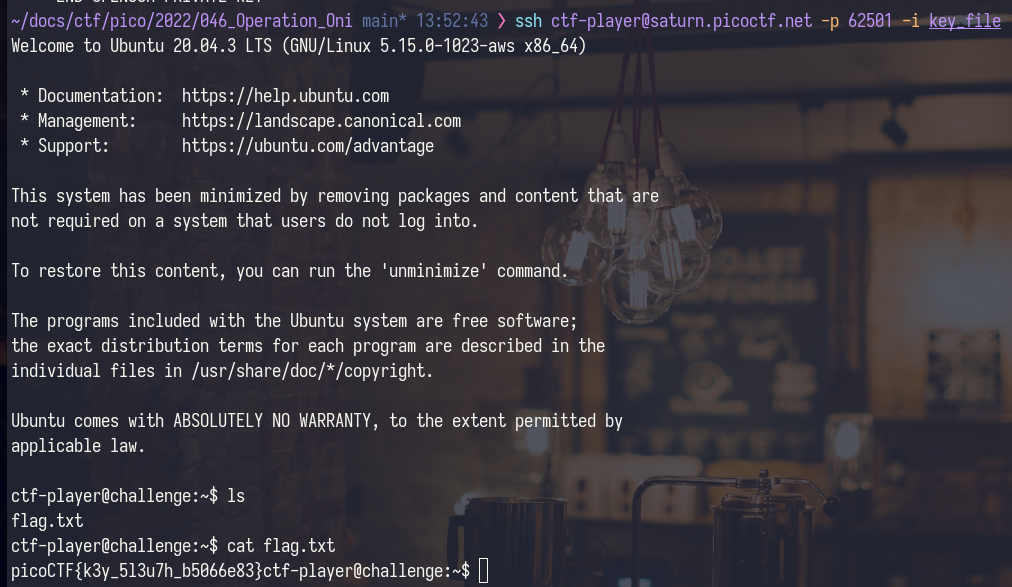 ~/docs/ctf/pico/2022/046_Operation_Oni main* 13:52:43 ❯ ssh ctf-player@saturn.picoctf.net -p 62501 -i key_file
Welcome to Ubuntu 20.04.3 LTS (GNU/Linux 5.15.0-1023-aws x86_64)
* Documentation:  https://help.ubuntu.com
* Management:     https://landscape.canonical.com
* Support:        https://ubuntu.com/advantage
This system has been minimized by removing packages and content that are
not required on a system that users do not log into.
To restore this content, you can run the 'unminimize' command.
The programs included with the Ubuntu system are free software;
the exact distribution terms for each program are described in the
individual files in /usr/share/doc/*/copyright.
Ubuntu comes with ABSOLUTELY NO WARRANTY, to the extent permitted by
applicable law.
ctf-player@challenge:~$ ls
flag.txt
ctf-player@challenge:~$ cat flag.txt
picoCTF{k3y_5l3u7h_b5066e83}ctf-player@challenge:~$